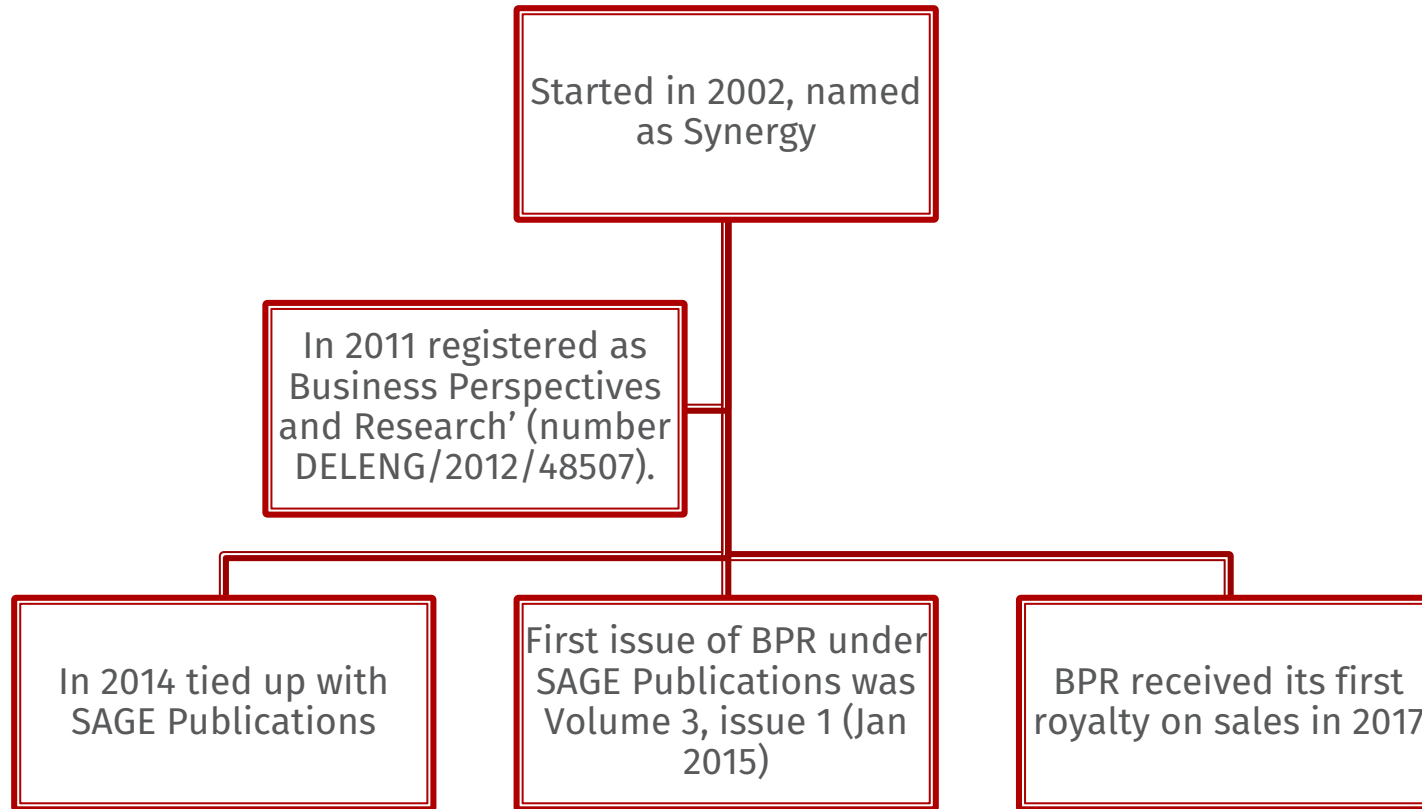 Started in 2002, named
as Synergy
In 2011 registered as
Business Perspectives
and Research’ (number
DELENG/2012/48507).
In 2014 tied up with
SAGE Publications
First issue of BPR under
SAGE Publications was
Volume 3, issue 1 (Jan
2015)
BPR received its first
royalty on sales in 2017